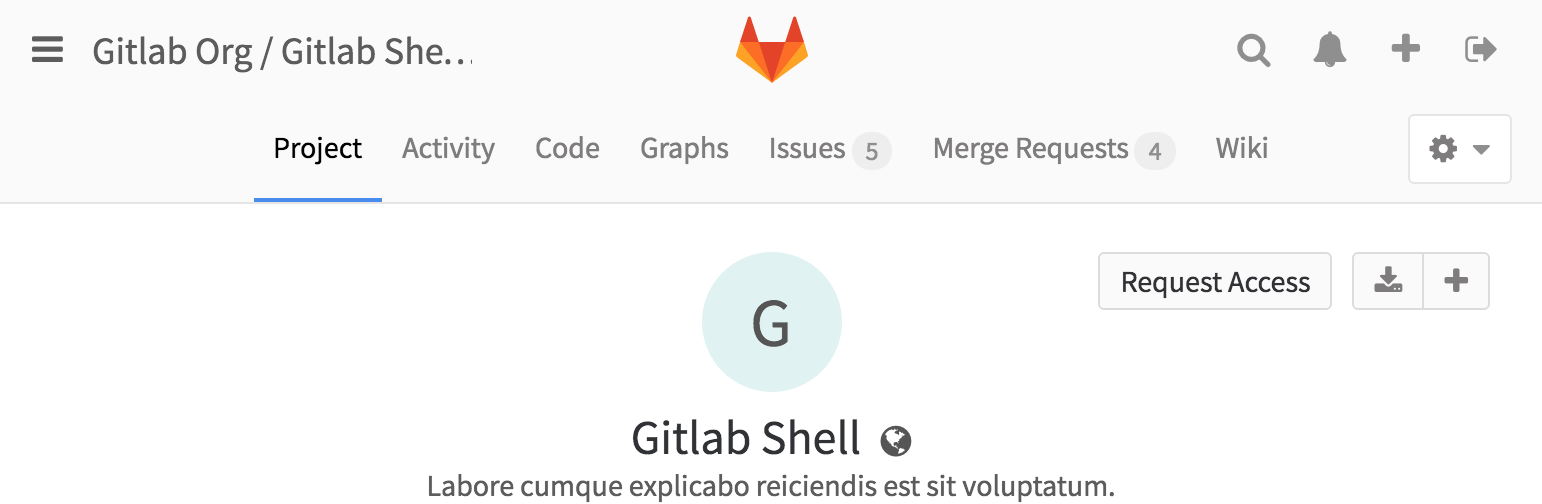 Gitlab Org / Gitlab She...
Project Activity Code Graphs Issues 5 Merge Requests 4 Wiki
Request Access
G
Gitlab Shell
Labore cumque explicabo reiciendis est sit voluptatum.